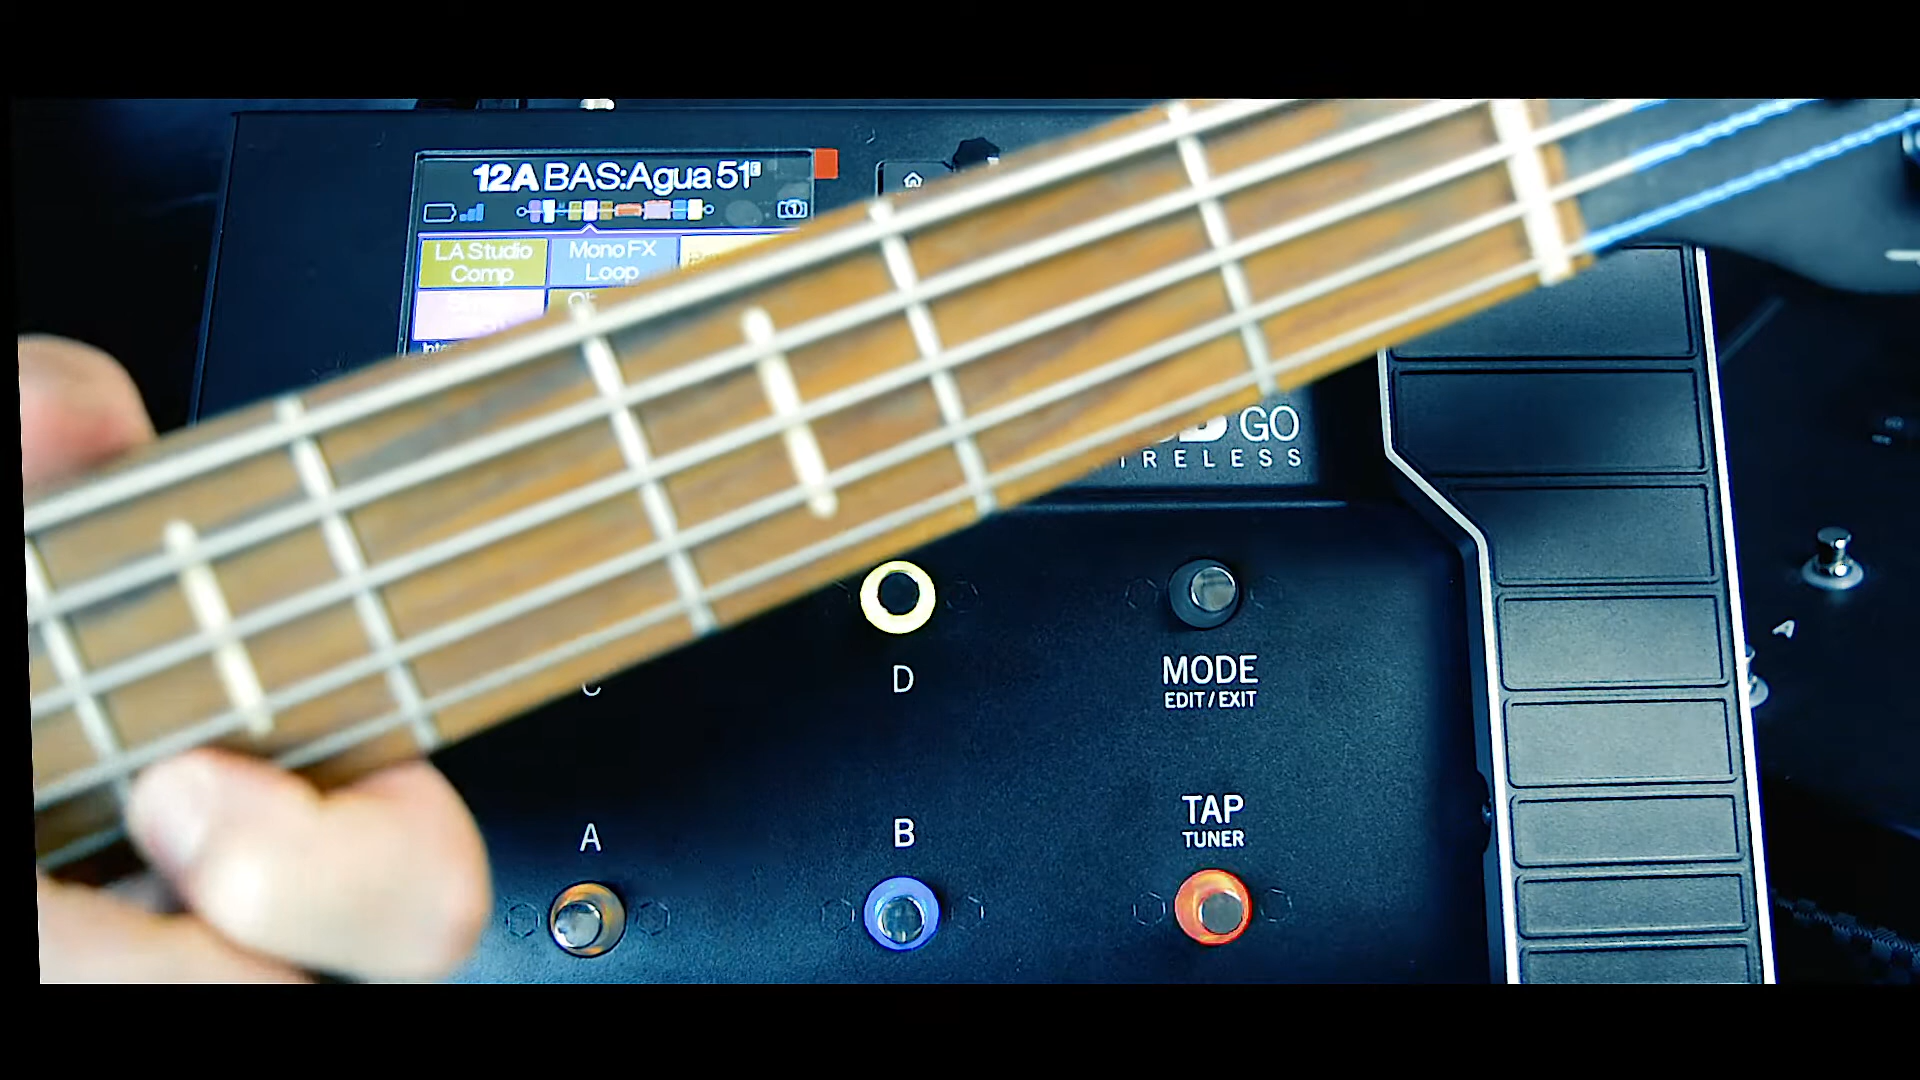 12A BAS:Agua 51
LA Studio
Comp
Mono FX
Loop
GO
RELESS
C
D
MODE
EDIT / EXIT
A
B
TAP
TUNER
A